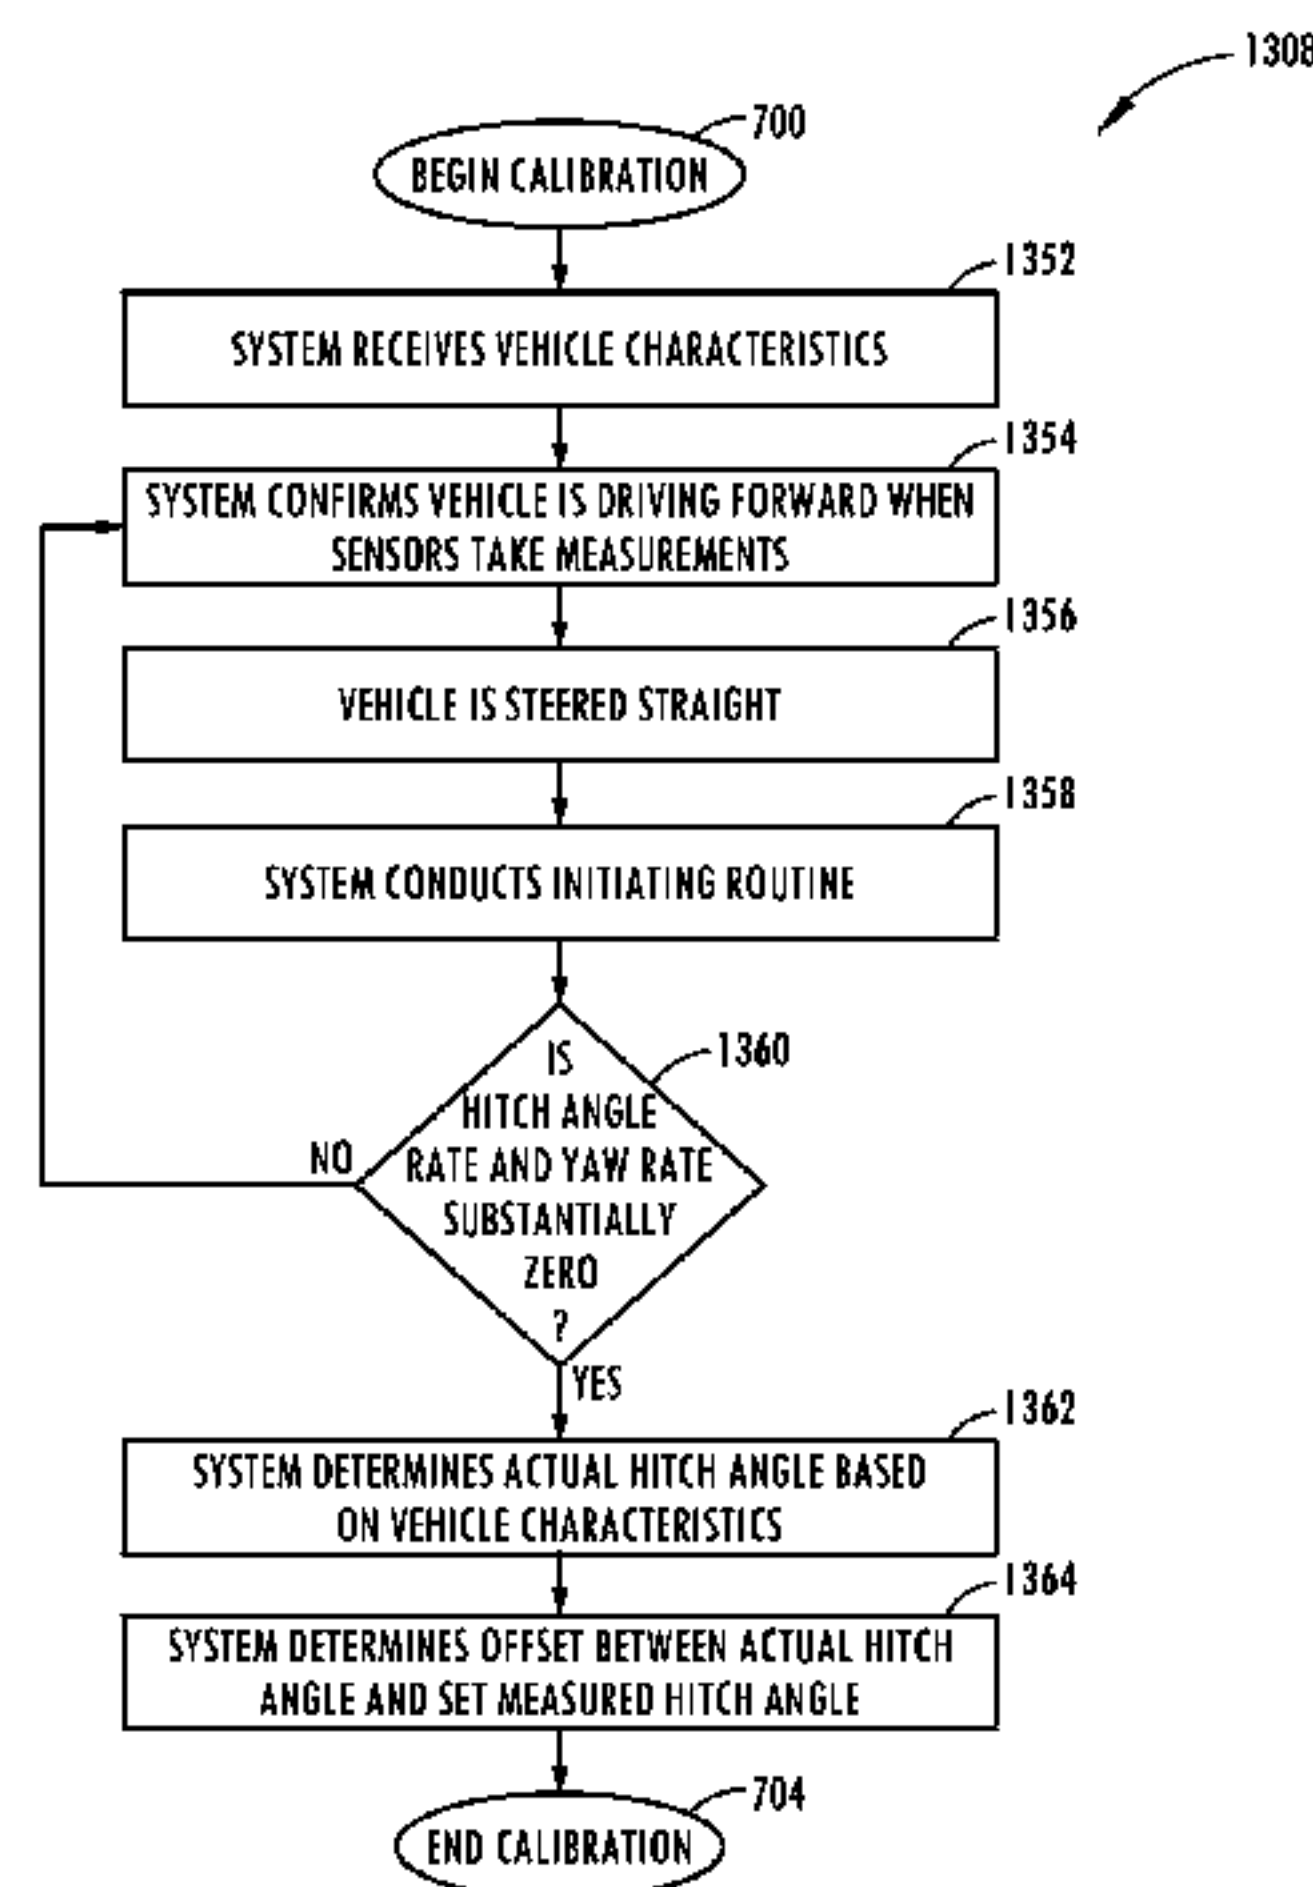 1308
700
BEGIN CALIBRATION
1352
SYSTEM RECEIVES VEHICLE CHARACTERISTICS
1354
SYSTEM CONFIRMS VEHICLE IS DRIVING FORWARD WHEN
SENSORS TAKE MEASUREMENTS
1356
VEHICLE IS STEERED STRAIGHT
1358
SYSTEM CONDUCTS INITIATING ROUTINE
1360
IS
HITCH ANGLE
RATE AND YAW RATE
SUBSTANTIALLY
ZERO
?
NO
YES
1362
SYSTEM DETERMINES ACTUAL HITCH ANGLE BASED
ON VEHICLE CHARACTERISTICS
1364
SYSTEM DETERMINES OFFSET BETWEEN ACTUAL HITCH
ANGLE AND SET MEASURED HITCH ANGLE
704
END CALIBRATION